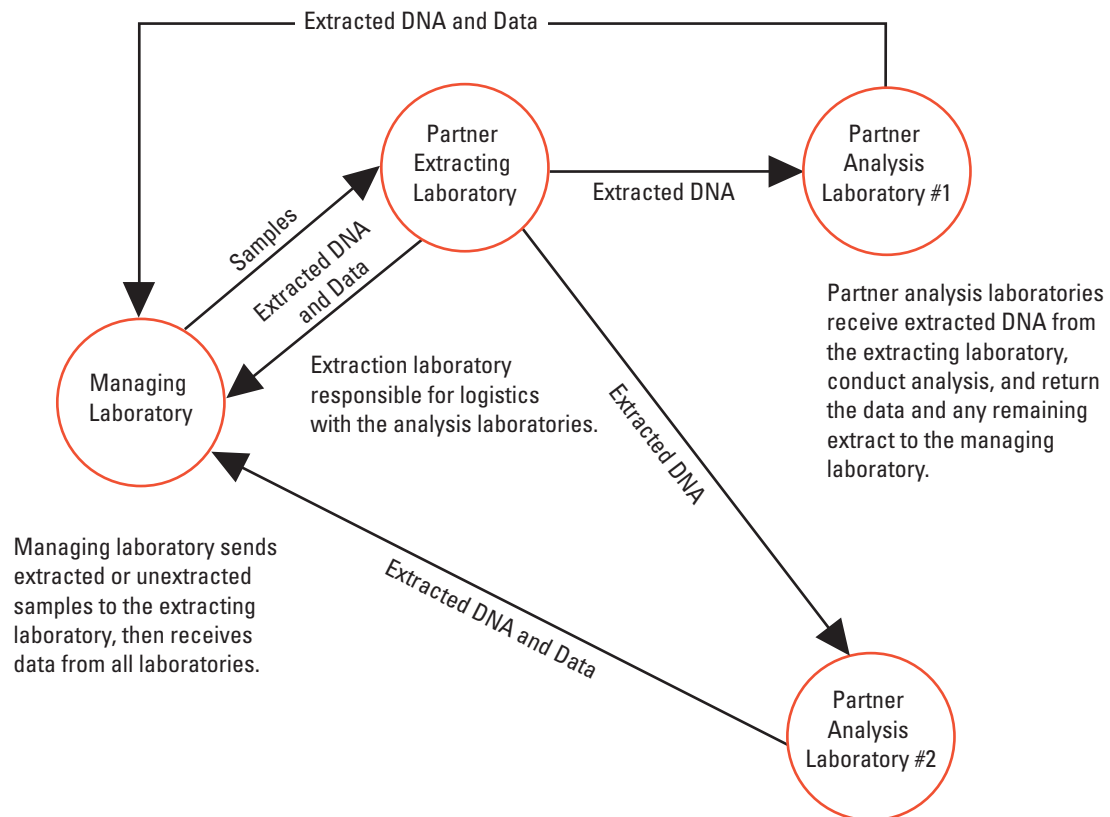 Extracted DNA and Data
Partner
Extracting
Laboratory
Partner
Analysis
Laboratory #1
Extracted DNA
Samples
Extracted DNA
and Data
Managing
Laboratory
Extraction laboratory
responsible for logistics
with the analysis laboratories.
Partner analysis laboratories
receive extracted DNA from
the extracting laboratory,
conduct analysis, and return
the data and any remaining
extract to the managing
laboratory.
Extracted DNA
Managing laboratory sends
extracted or unextracted
samples to the extracting
laboratory, then receives
data from all laboratories.
Extracted DNA and Data
Partner
Analysis
Laboratory #2